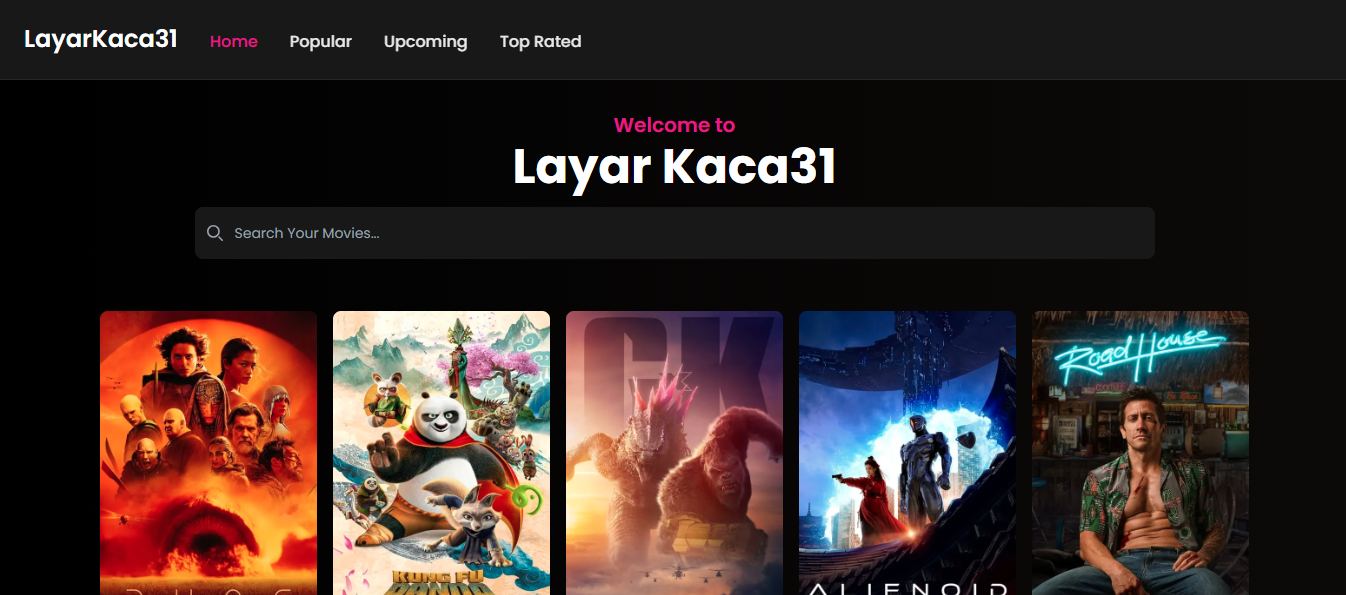 LayarKaca31 Home Popular Upcoming Top Rated
Welcome to
Layar Kaca31
Search Your Movies...
GK
Road House
KUNG FU
PANDA
ALIENOID